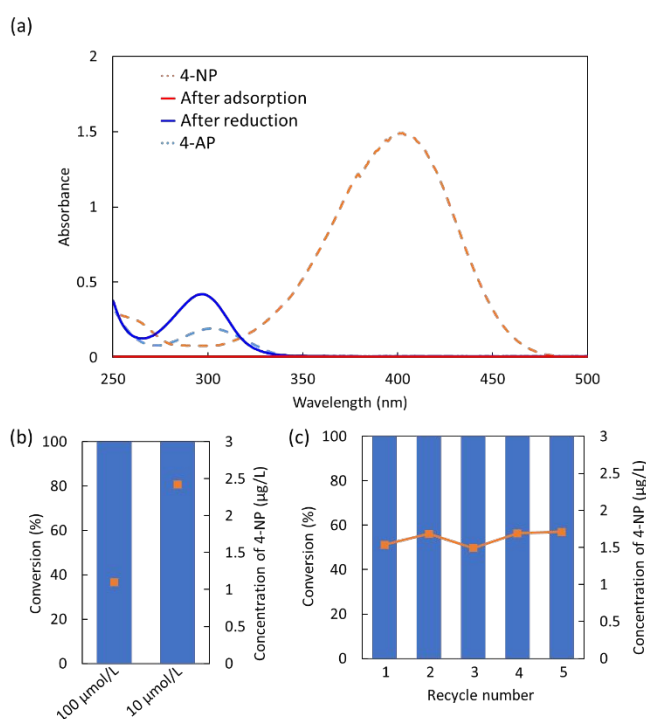 (a)
2
1.5
1
0.5
0
Absorbance
4-NP
After adsorption
After reduction
4-AP
250 300 350 400 450 500
Wavelength (nm)
(b)
100
80
60
40
20
0
Conversion (%)
3
2.5
2
1.5
1
0.5
0
Concentration of 4-NP (µg/L)
100 µmol/L
10 µmol/L
(c)
100
80
60
40
20
0
Conversion (%)
3
2.5
2
1.5
1
0.5
0
Concentration of 4-NP (µg/L)
1 2 3 4 5
Recycle number